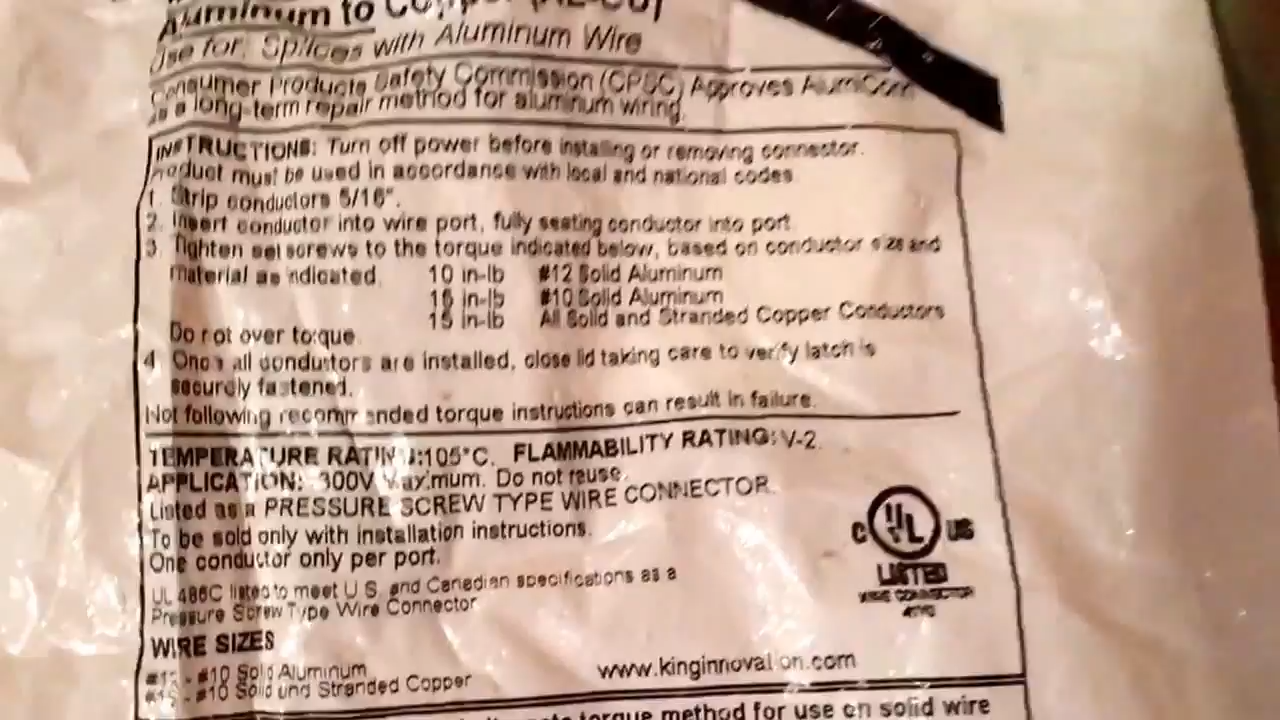 Aluminum to Copper (AL-CU)
Use for: Splices with Aluminum Wire
Consumer Products Safety Commission (CPSC) Approves AlumiConn
as a long-term repair method for aluminum wiring.
INSTRUCTIONS: Turn off power before installing or removing connector.
Product must be used in accordance with local and national codes
1. Strip conductors 5/16".
2. Insert conductor into wire port, fully seating conductor into port
3. Tighten set screws to the torque indicated below, based on conductor size and
material as indicated. 10 in-lb #12 Solid Aluminum
15 in-lb #10 Solid Aluminum
15 in-lb All Solid and Stranded Copper Conductors
Do not over torque.
4. Once all conductors are installed, close lid taking care to verify latch is
securely fastened.
Not following recommended torque instructions can result in failure.
TEMPERATURE RATING:105°C. FLAMMABILITY RATING: V-2.
APPLICATION: 300V Maximum. Do not reuse.
Listed as a PRESSURE SCREW TYPE WIRE CONNECTOR.
To be sold only with installation instructions.
One conductor only per port.
C UL US
LISTED
WIRE CONNECTOR
UL 486C listed to meet U.S. and Canadian specifications as a
Pressure Screw Type Wire Connector
WIRE SIZES
- #10 Solid Aluminum
- #10 Solid and Stranded Copper
www.kinginnovation.com
torque method for use on solid wire